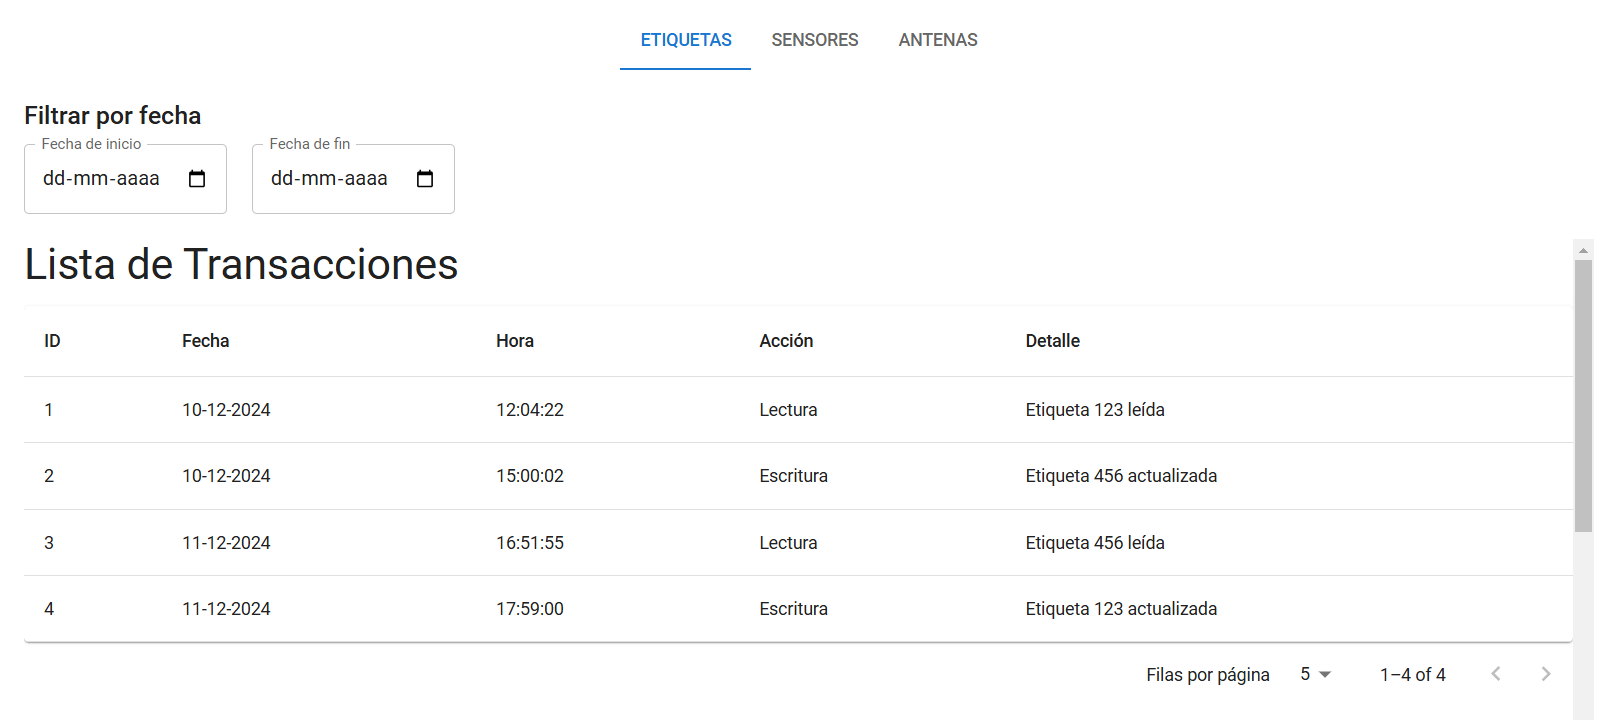 ETIQUETAS SENSORES ANTENAS
Filtrar por fecha
Fecha de inicio Fecha de fin
dd-mm-aaaa dd-mm-aaaa
Lista de Transacciones
ID Fecha Hora Acción Detalle
1 10-12-2024 12:04:22 Lectura Etiqueta 123 leída
2 10-12-2024 15:00:02 Escritura Etiqueta 456 actualizada
3 11-12-2024 16:51:55 Lectura Etiqueta 456 leída
4 11-12-2024 17:59:00 Escritura Etiqueta 123 actualizada
Filas por página 5 1–4 of 4